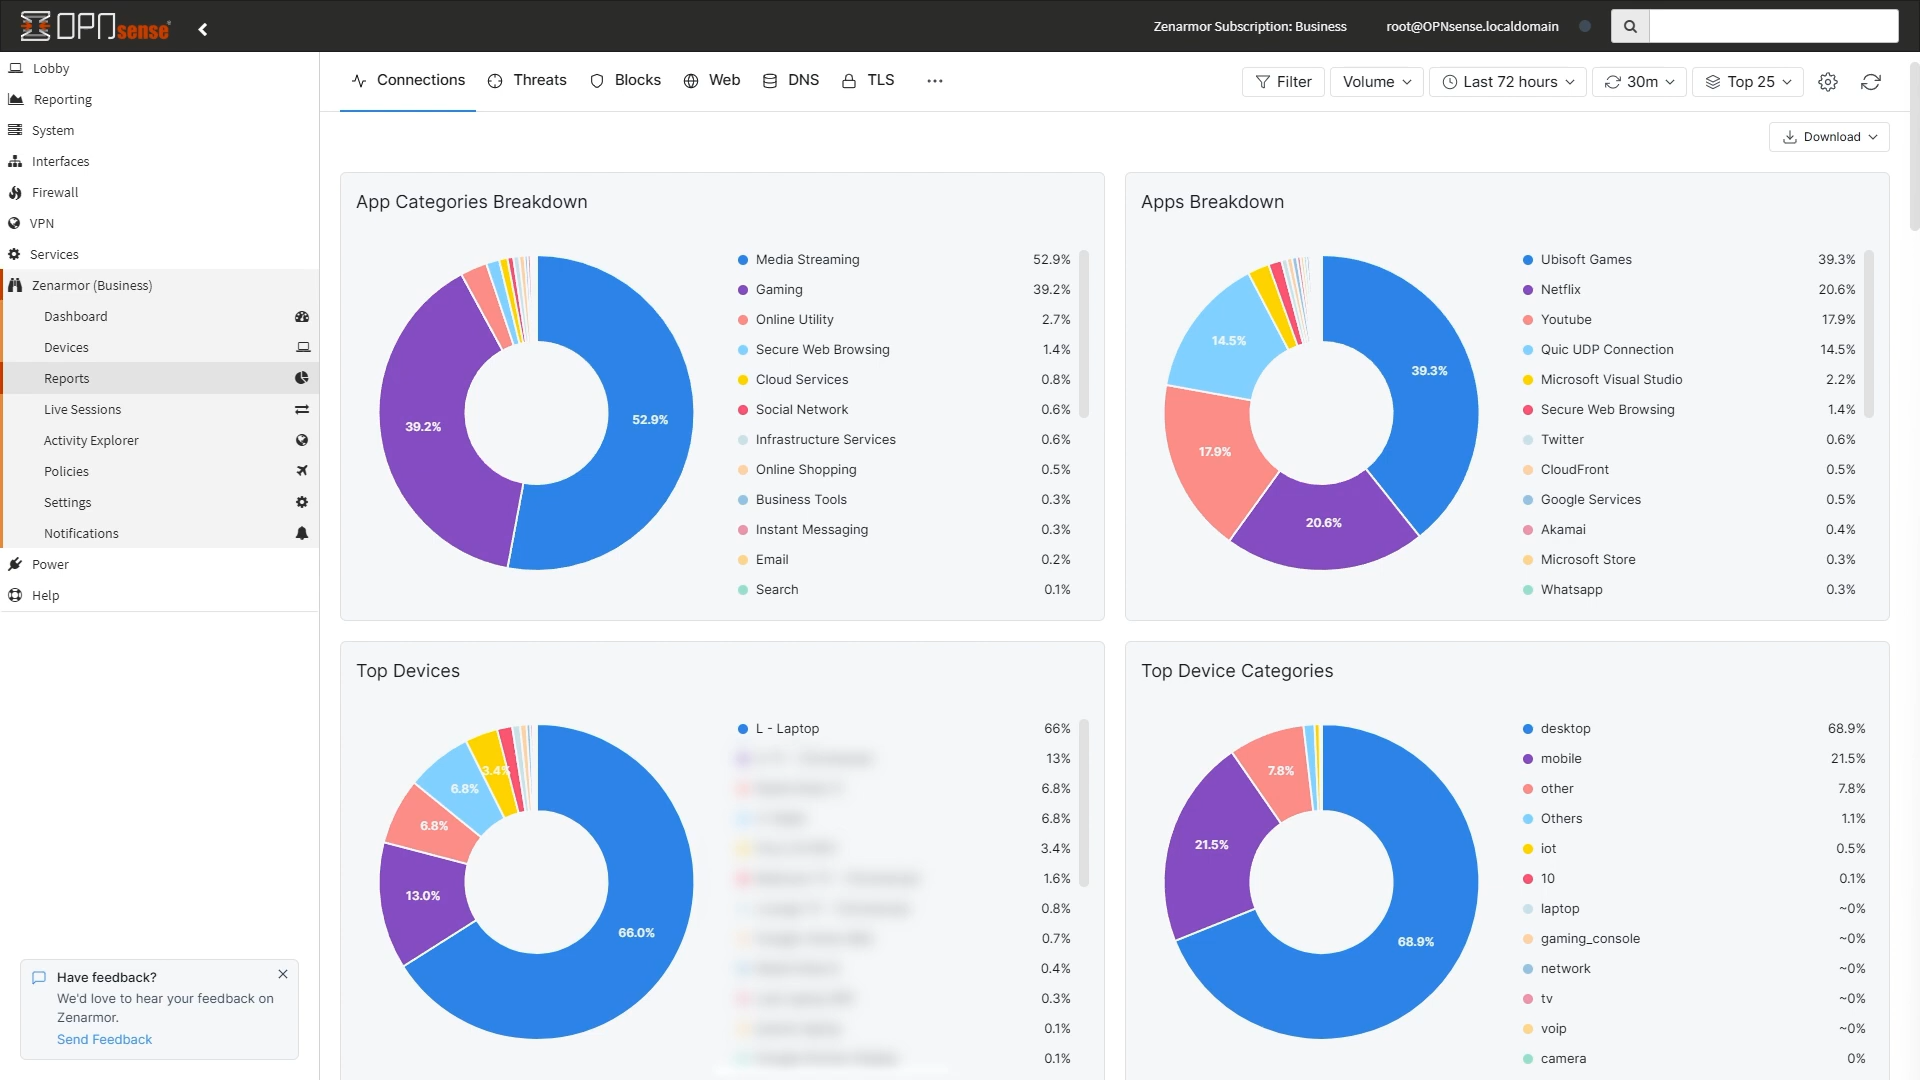 OPNsense
Zenarmor Subscription: Business
root@OPNsense.localdomain
Lobby
Reporting
System
Interfaces
Firewall
VPN
Services
Zenarmor (Business)
Dashboard
Devices
Reports
Live Sessions
Activity Explorer
Policies
Settings
Notifications
Power
Help
Have feedback?
We'd love to hear your feedback on
Zenarmor.
Send Feedback
Connections Threats Blocks Web DNS TLS
Filter Volume Last 72 hours 30m Top 25
Download
App Categories Breakdown
52.9%
39.2%
Media Streaming 52.9%
Gaming 39.2%
Online Utility 2.7%
Secure Web Browsing 1.4%
Cloud Services 0.8%
Social Network 0.6%
Infrastructure Services 0.6%
Online Shopping 0.5%
Business Tools 0.3%
Instant Messaging 0.3%
Email 0.2%
Search 0.1%
Apps Breakdown
14.5%
39.3%
17.9%
20.6%
Ubisoft Games 39.3%
Netflix 20.6%
Youtube 17.9%
Quic UDP Connection 14.5%
Microsoft Visual Studio 2.2%
Secure Web Browsing 1.4%
Twitter 0.6%
CloudFront 0.5%
Google Services 0.5%
Akamai 0.4%
Microsoft Store 0.3%
Whatsapp 0.3%
Top Devices
3.4%
6.8%
6.8%
13.0%
66.0%
L - Laptop 66%
13%
6.8%
6.8%
3.4%
1.6%
0.8%
0.7%
0.4%
0.3%
0.1%
0.1%
Top Device Categories
7.8%
21.5%
68.9%
desktop 68.9%
mobile 21.5%
other 7.8%
Others 1.1%
iot 0.5%
10 0.1%
laptop ~0%
gaming_console ~0%
network ~0%
tv ~0%
voip ~0%
camera 0%